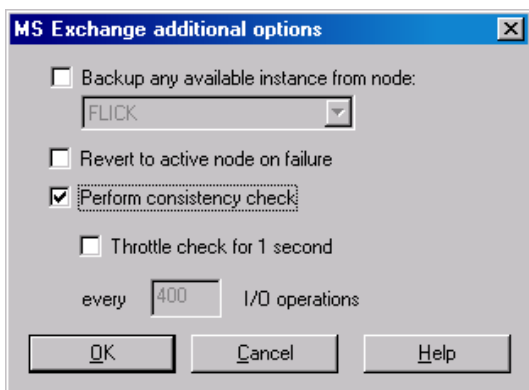 MS Exchange additional options
Backup any available instance from node:
FLICK
Revert to active node on failure
Perform consistency check
Throttle check for 1 second
every 400 I/O operations
OK Cancel Help